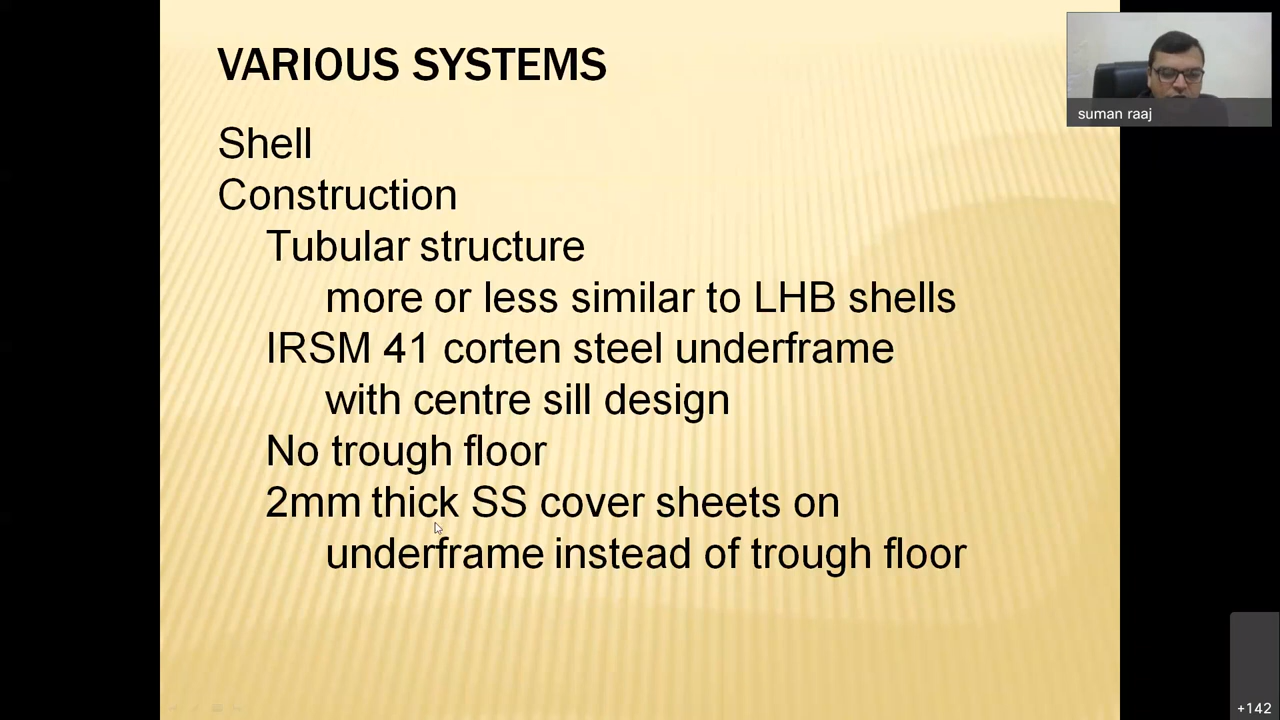 VARIOUS SYSTEMS
suman raaj
Shell
Construction
Tubular structure
more or less similar to LHB shells
IRSM 41 corten steel underframe
with centre sill design
No trough floor
2mm thick SS cover sheets on
underframe instead of trough floor
+142